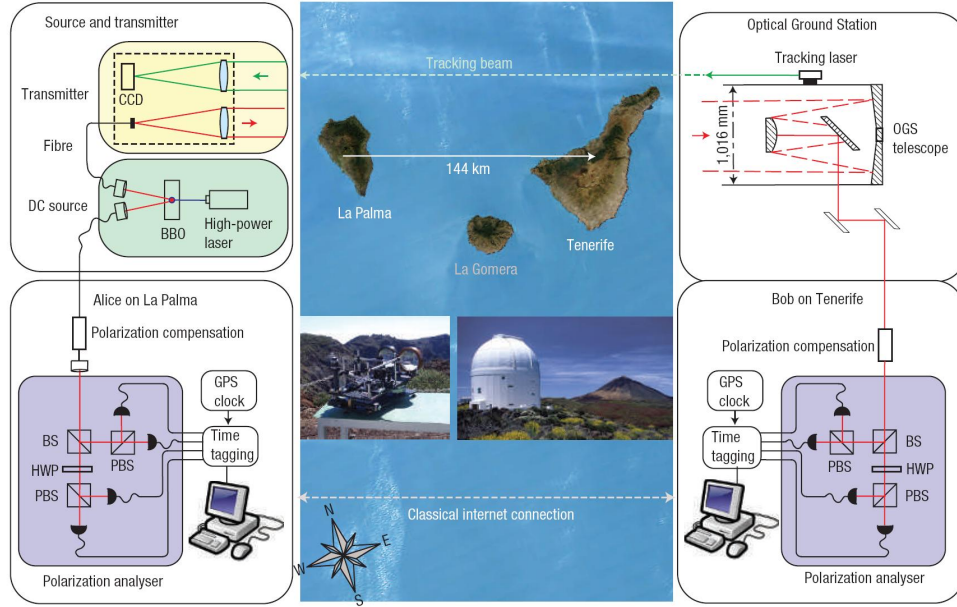 Source and transmitter
Transmitter
CCD
Fibre
DC source
BBO
High-power
laser
Alice on La Palma
Polarization compensation
GPS
clock
BS
PBS
Time
tagging
HWP
PBS
Polarization analyser
Tracking beam
144 km
La Palma
Tenerife
La Gomera
Classical internet connection
N
E
W
S
Optical Ground Station
Tracking laser
1,016 mm
OGS
telescope
Bob on Tenerife
Polarization compensation
GPS
clock
Time
tagging
BS
PBS
HWP
PBS
Polarization analyser